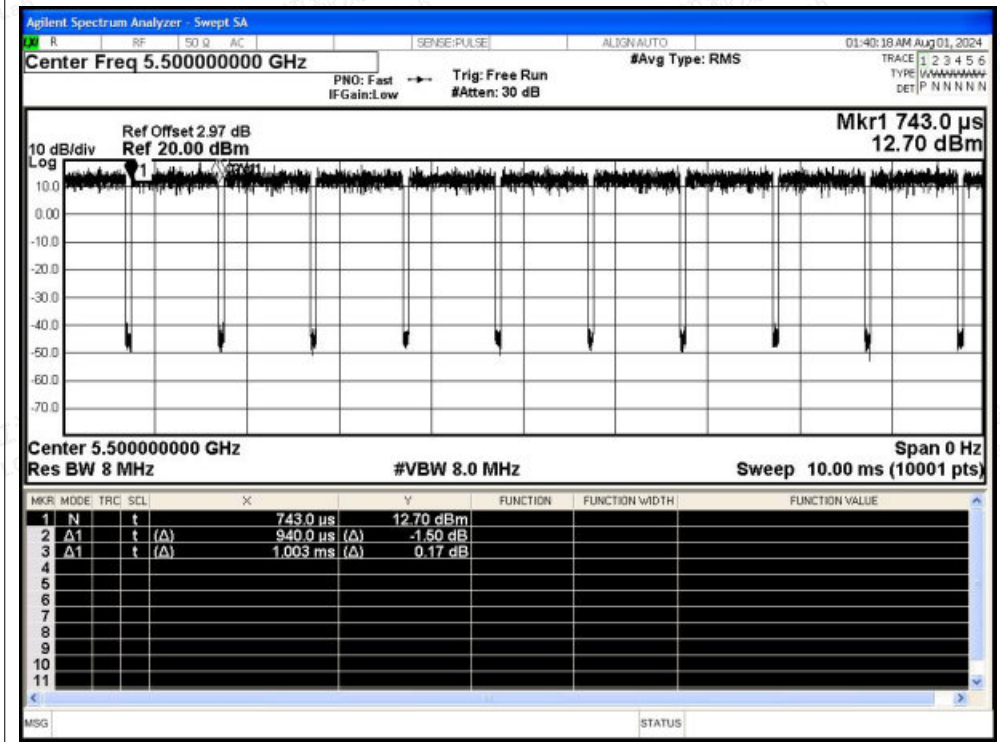 Agilent Spectrum Analyzer - Swept SA
R RF 50 Ω AC SENSE:PULSE ALIGN AUTO 01:40:18 AM Aug 01, 2024
Center Freq 5.500000000 GHz #Avg Type: RMS TRACE 1 2 3 4 5 6
PNO: Fast Trig: Free Run TYPE
IFGain:Low #Atten: 30 dB DET P N N N N N
Mkr1 743.0 µs
Ref Offset 2.97 dB
10 dB/div Ref 20.00 dBm 12.70 dBm
Log
1
10.0
0.00
-10.0
-20.0
-30.0
-40.0
-50.0
-60.0
-70.0
Center 5.500000000 GHz Span 0 Hz
Res BW 8 MHz #VBW 8.0 MHz Sweep 10.00 ms (10001 pts)
MKR MODE TRC SCL X Y FUNCTION FUNCTION WIDTH FUNCTION VALUE
1 N t 743.0 µs 12.70 dBm
2 Δ1 t (Δ) 940.0 µs (Δ) -1.50 dB
3 Δ1 t (Δ) 1.003 ms (Δ) 0.17 dB
4
5
6
7
8
9
10
11
MSG STATUS